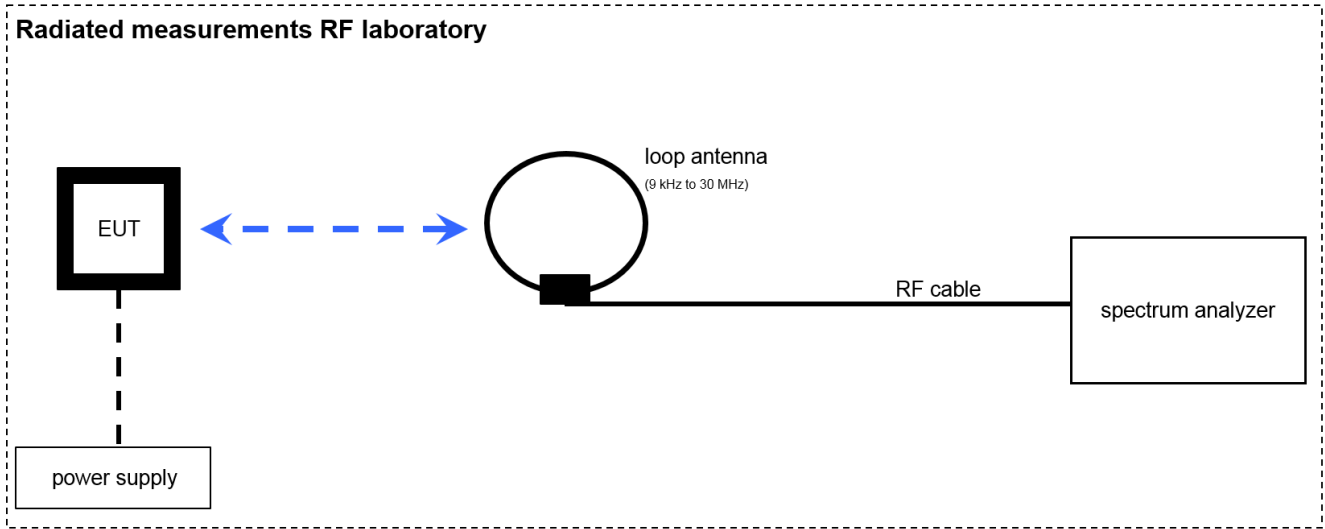 Radiated measurements RF laboratory
loop antenna
(9 kHz to 30 MHz)
EUT
RF cable
spectrum analyzer
power supply